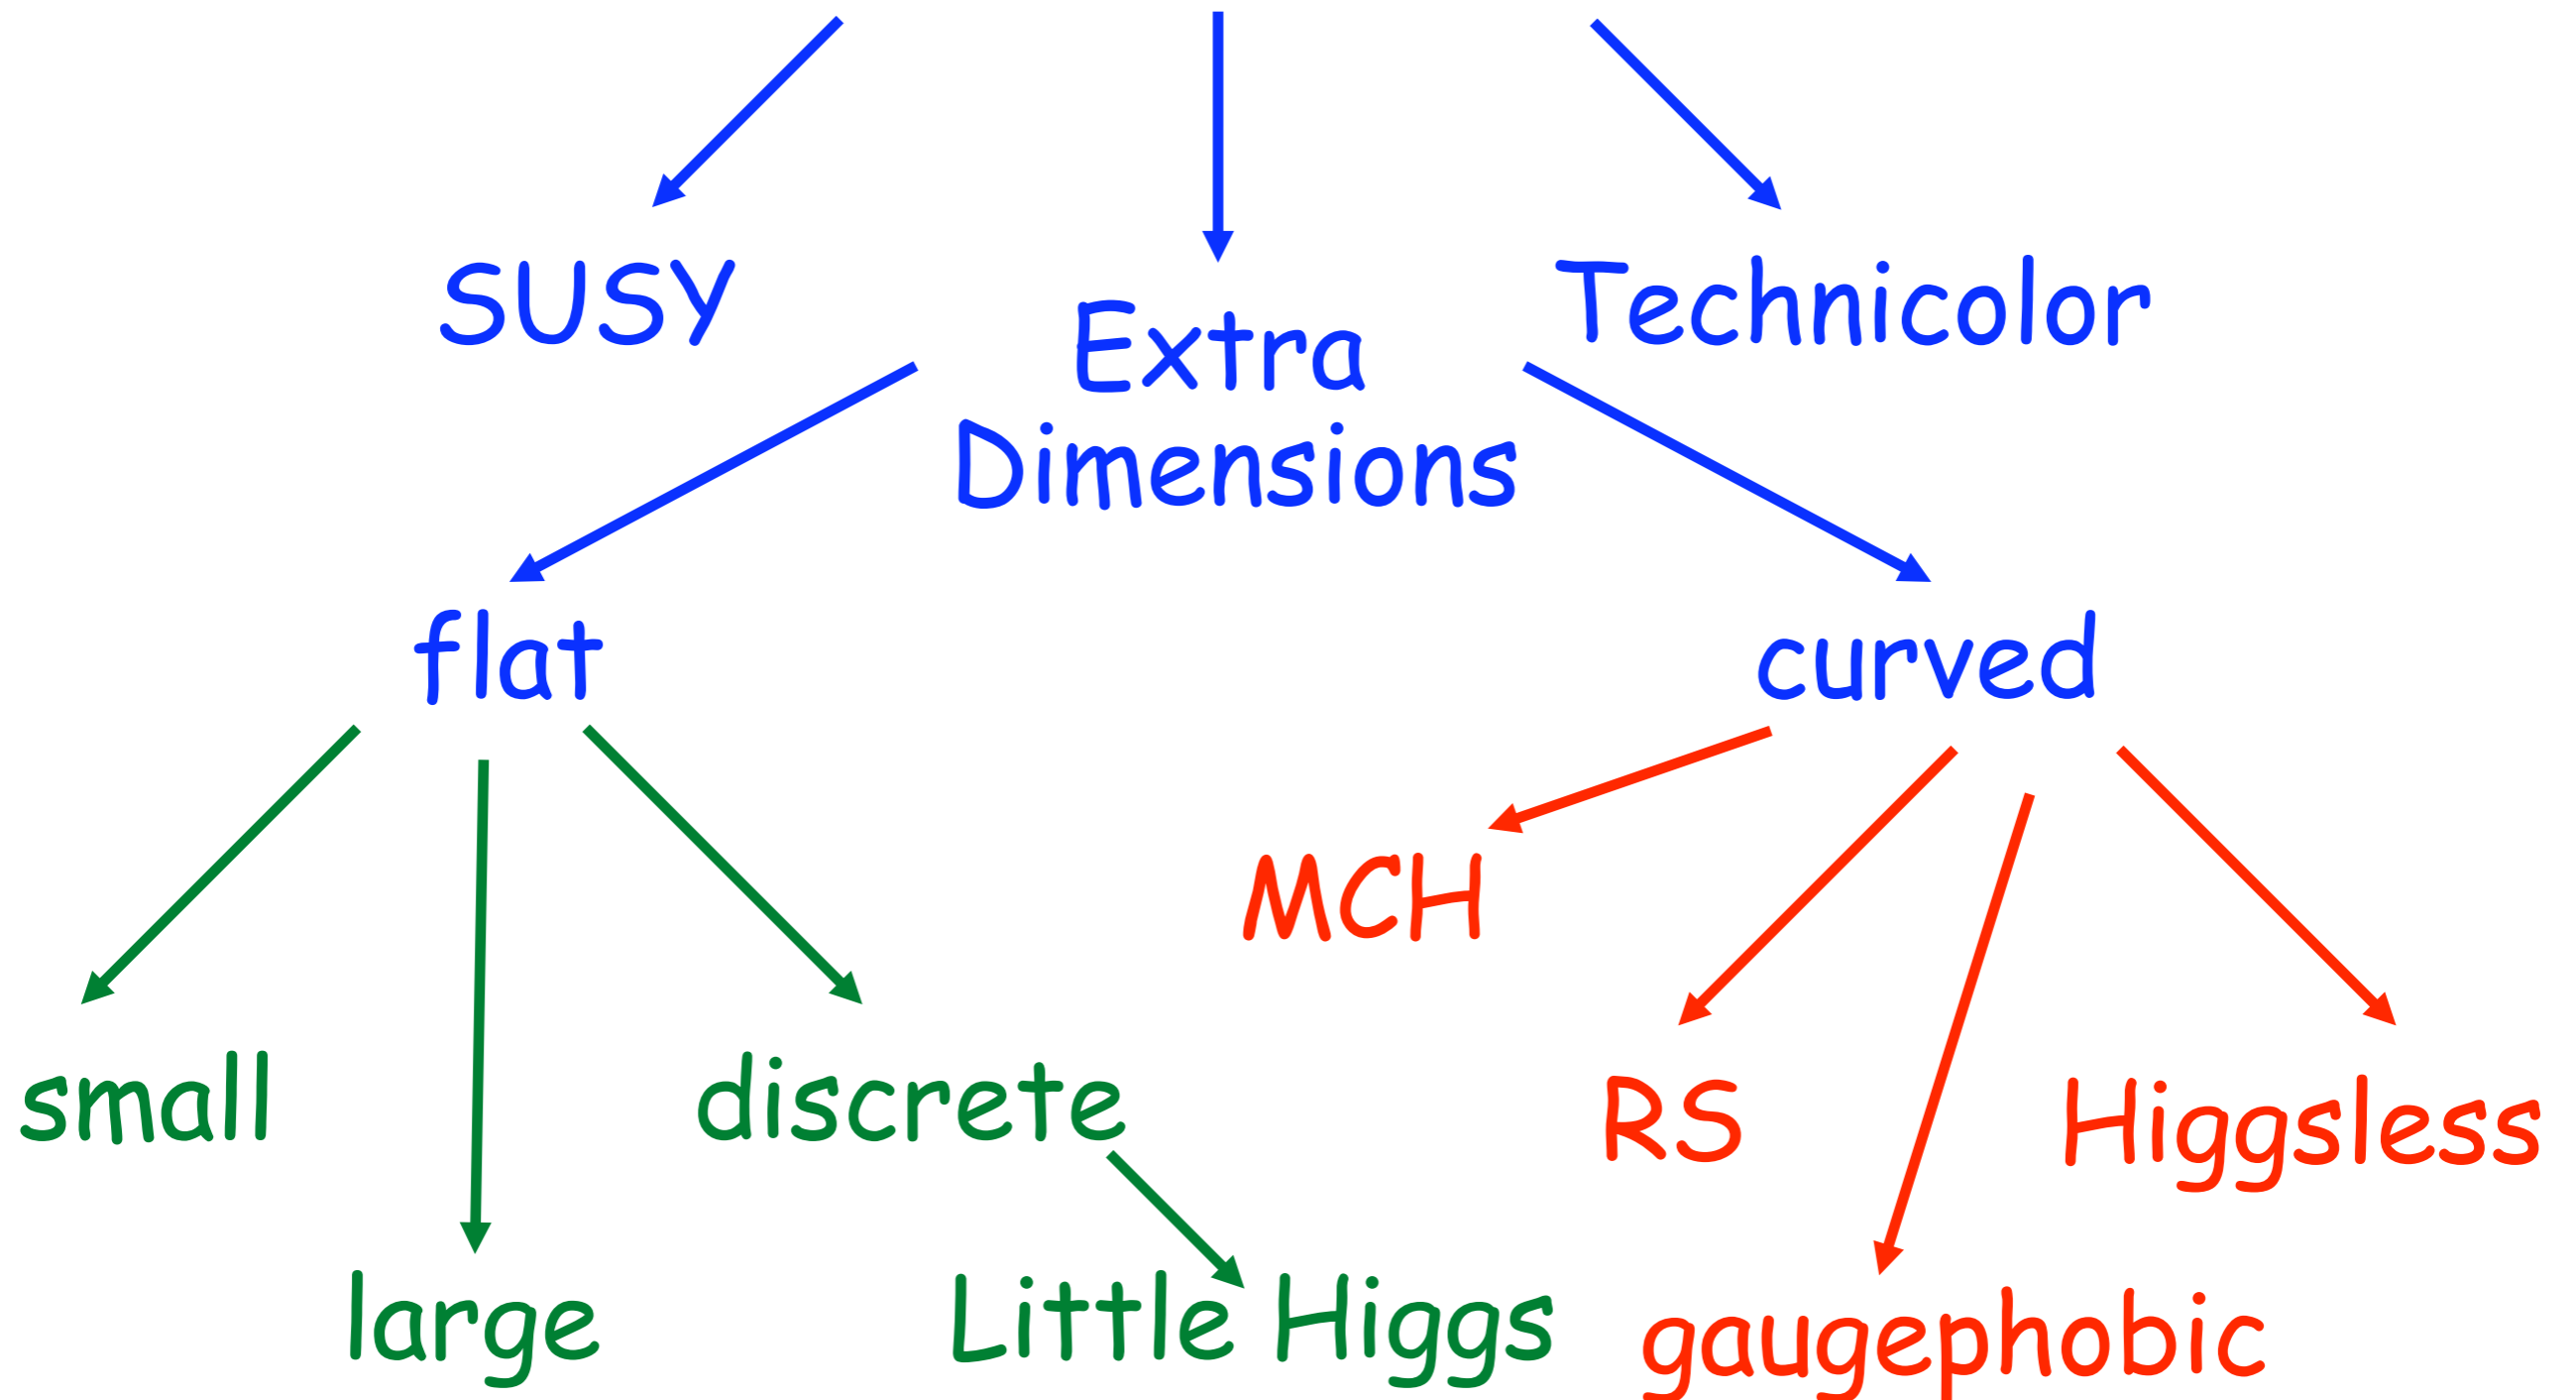 SUSY
Extra
Dimensions
Technicolor
flat
curved
MCH
small
discrete
RS
Higgsless
large
Little Higgs
gaugephobic